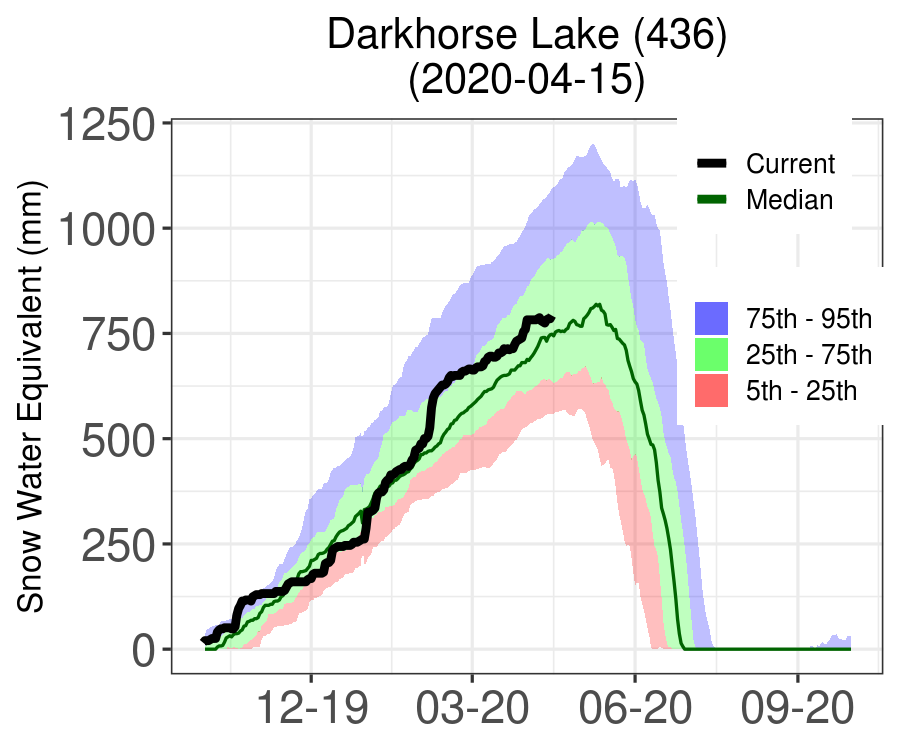 Darkhorse Lake (436)
(2020-04-15)
Snow Water Equivalent (mm)
1250
1000
750
500
250
0
12-19
03-20
06-20
09-20
Current
Median
75th - 95th
25th - 75th
5th - 25th